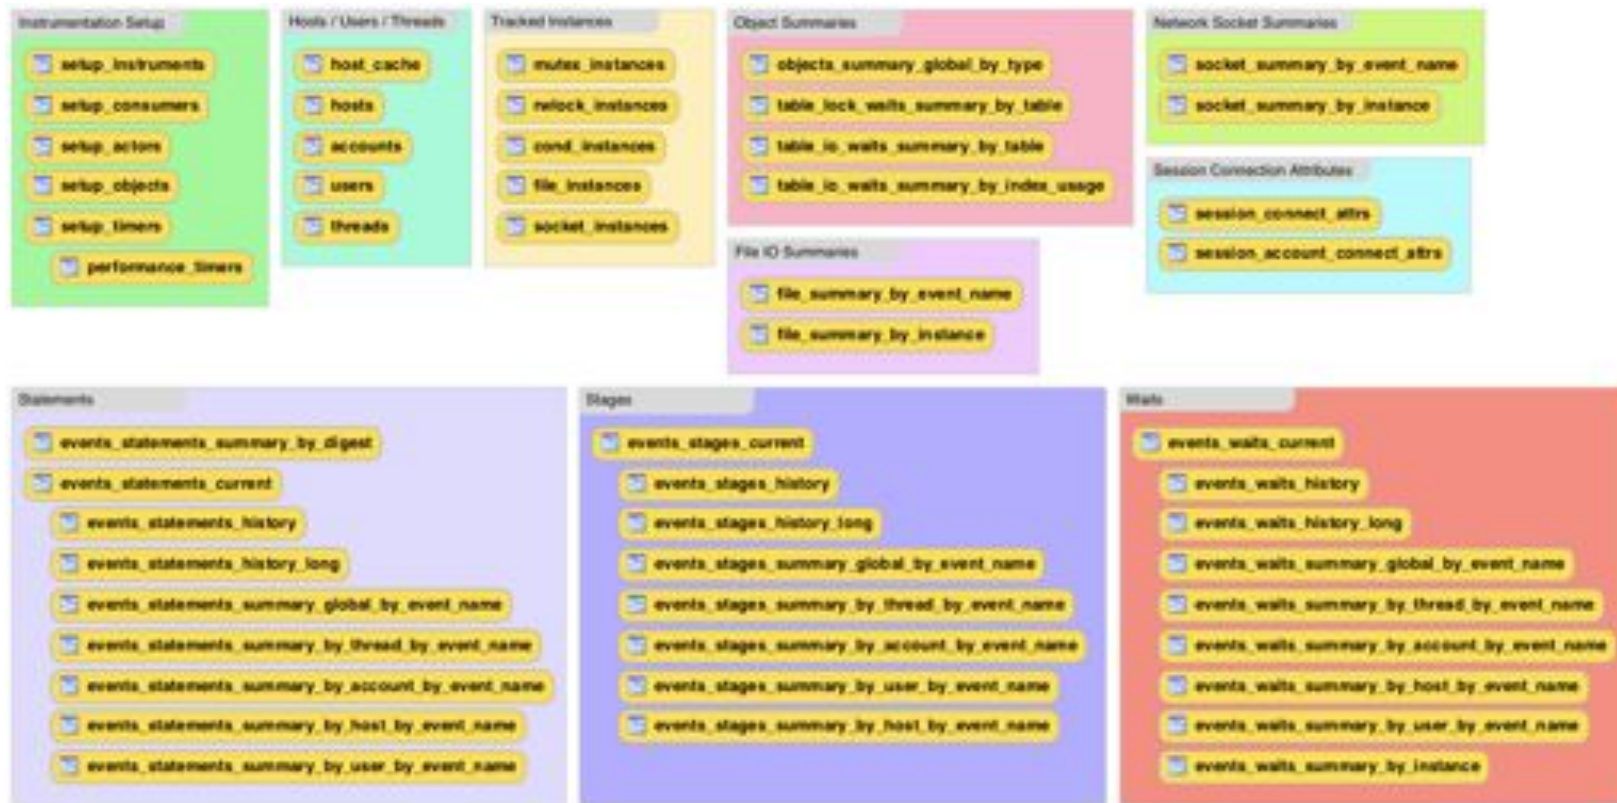 Instrumentation Setup
setup_instruments
setup_consumers
setup_actors
setup_objects
setup_timers
performance_timers
Hosts / Users / Threads
host_cache
hosts
accounts
users
threads
Tracked Instances
mutex_instances
rwlock_instances
cond_instances
file_instances
socket_instances
Object Summaries
objects_summary_global_by_type
table_lock_waits_summary_by_table
table_io_waits_summary_by_table
table_io_waits_summary_by_index_usage
File IO Summaries
file_summary_by_event_name
file_summary_by_instance
Network Socket Summaries
socket_summary_by_event_name
socket_summary_by_instance
Session Connection Attributes
session_connect_attrs
session_account_connect_attrs
Statements
events_statements_summary_by_digest
events_statements_current
events_statements_history
events_statements_history_long
events_statements_summary_global_by_event_name
events_statements_summary_by_thread_by_event_name
events_statements_summary_by_account_by_event_name
events_statements_summary_by_host_by_event_name
events_statements_summary_by_user_by_event_name
Stages
events_stages_current
events_stages_history
events_stages_history_long
events_stages_summary_global_by_event_name
events_stages_summary_by_thread_by_event_name
events_stages_summary_by_account_by_event_name
events_stages_summary_by_user_by_event_name
events_stages_summary_by_host_by_event_name
Waits
events_waits_current
events_waits_history
events_waits_history_long
events_waits_summary_global_by_event_name
events_waits_summary_by_thread_by_event_name
events_waits_summary_by_account_by_event_name
events_waits_summary_by_host_by_event_name
events_waits_summary_by_user_by_event_name
events_waits_summary_by_instance